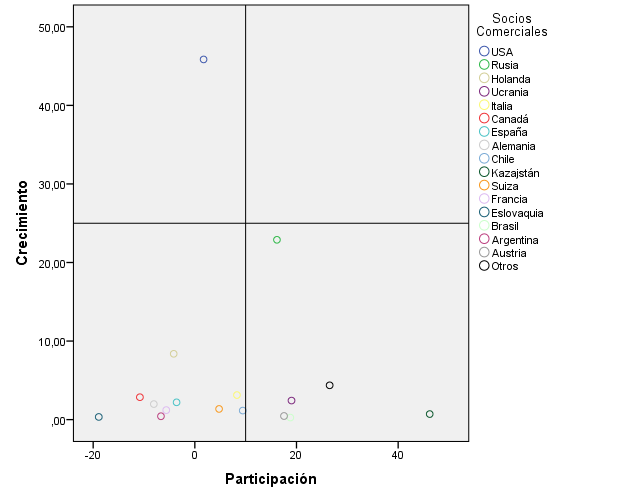 Socios
Comerciales
USA
Rusia
Holanda
Ucrania
Italia
Canadá
España
Alemania
Chile
Kazajstán
Suiza
Francia
Eslovaquia
Brasil
Argentina
Austria
Otros
Crecimiento
50,00
40,00
30,00
20,00
10,00
,00
-20
0
20
40
Participación